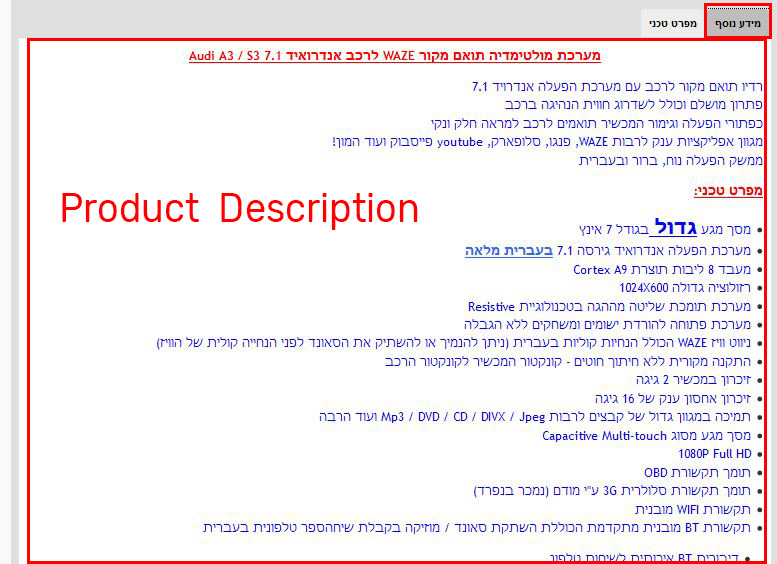 מידע נוסף
מפרט טכני
מערכת מולטימדיה תואם מקור WAZE לרכב אנדרואיד 7.1 Audi A3 / S3
רדיו תואם מקור לרכב עם מערכת הפעלה אנדרויד 7.1
פתרון מושלם וכולל לשדרוג חווית הנהיגה ברכב
כפתורי הפעלה וגימור המכשיר תואמים לרכב למראה חלק ונקי
מגוון אפליקציות ענק לרבות WAZE, פנגו, סלופארק, youtube פייסבוק ועוד המון!
ממשק הפעלה נוח, ברור ובעברית
Product Description
מפרט טכני:
מסך מגע גדול בגודל 7 אינץ
מערכת הפעלה אנדרואיד גירסה 7.1 בעברית מלאה
מעבד 8 ליבות תוצרת Cortex A9
רזולוציה גדולה 1024X600
מערכת תומכת שליטה מההגה בטכנולוגיית Resistive
מערכת פתוחה להורדת ישומים ומשחקים ללא הגבלה
ניווט וויז WAZE הכולל הנחיות קוליות בעברית (ניתן להנמיך או להשתיק את הסאונד לפני הנחייה קולית של הוויז)
התקנה מקורית ללא חיתוך חוטים - קונקטור המכשיר לקונקטור הרכב
זיכרון במכשיר 2 גיגה
זיכרון אחסון ענק של 16 גיגה
תמיכה במגוון גדול של קבצים לרבות Mp3 / DVD / CD / DIVX / Jpeg ועוד הרבה
מסך מגע מסוג Capacitive Multi-touch
1080P Full HD
תומך תקשורת OBD
תומך תקשורת סלולרית 3G ע"י מודם (נמכר בנפרד)
תקשורת WIFI מובנית
תקשורת BT מובנית מתקדמת הכוללת השתקת סאונד / מוזיקה בקבלת שיחהספר טלפונית בעברית
דיבורית BT איכותית לשיחות טלפון